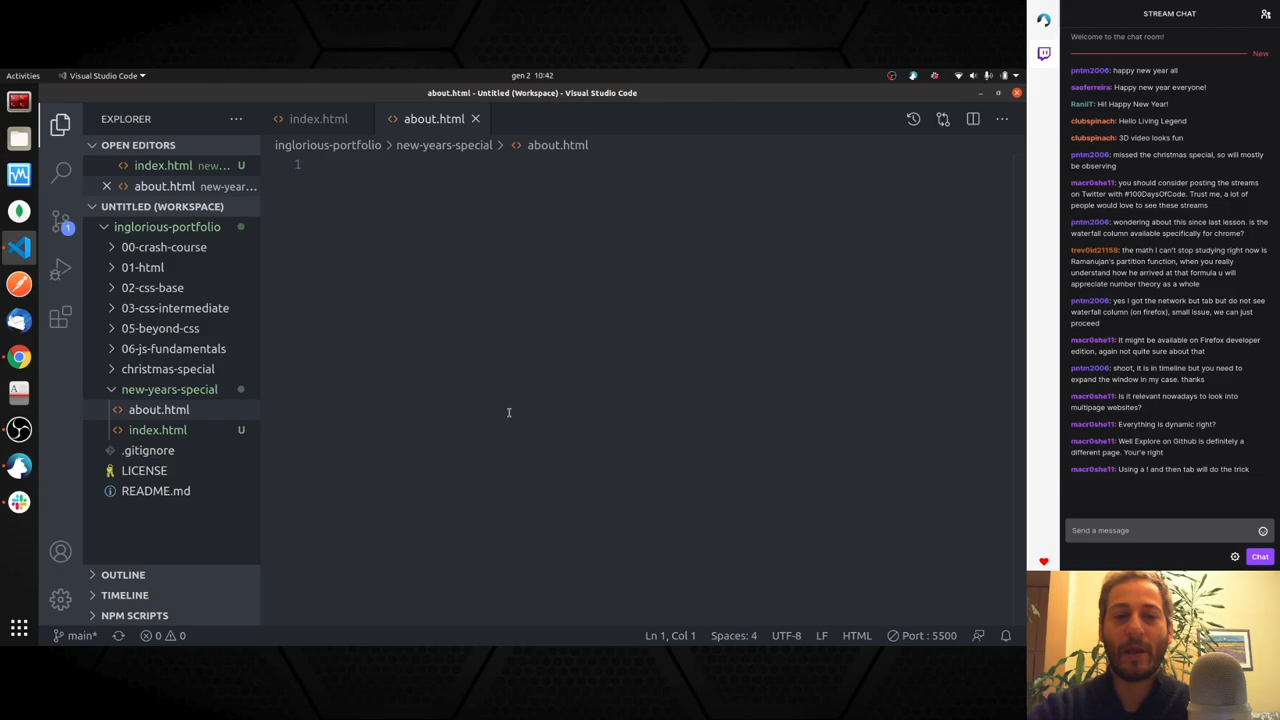 STREAM CHAT
Welcome to the chat room!
New
pntm2006: happy new year all
saoferreira: Happy new year everyone!
RaniiT: Hi! Happy New Year!
clubspinach: Hello Living Legend
clubspinach: 3D video looks fun
pntm2006: missed the christmas special, so will mostly
be observing
macr0she11: you should consider posting the streams
on Twitter with #100DaysOfCode. Trust me, a lot of
people would love to see these streams
pntm2006: wondering about this since last lesson. is the
waterfall column available specifically for chrome?
trev0ld21158: the math I can't stop studying right now is
Ramanujan's partition function, when you really
understand how he arrived at that formula u will
appreciate number theory as a whole
pntm2006: yes I got the network but tab but do not see
waterfall column (on firefox), small issue, we can just
proceed
macr0she11: It might be available on Firefox developer
edition, again not quite sure about that
pntm2006: shoot, it is in timeline but you need to
expand the window in my case. thanks
macr0she11: Is it relevant nowadays to look into
multipage websites?
macr0she11: Everything is dynamic right?
macr0she11: Well Explore on Github is definitely a
different page. Your'e right
macr0she11: Using a ! and then tab will do the trick
Send a message
Chat
Activities
Visual Studio Code
gen 2 10:42
about.html - Untitled (Workspace) - Visual Studio Code
EXPLORER
index.html
about.html
OPEN EDITORS
index.html new... U
about.html new-year...
UNTITLED (WORKSPACE)
inglorious-portfolio
00-crash-course
01-html
02-css-base
03-css-intermediate
05-beyond-css
06-js-fundamentals
christmas-special
new-years-special
about.html
index.html U
.gitignore
LICENSE
README.md
OUTLINE
TIMELINE
NPM SCRIPTS
1
about.html
1
main*
0 0
Ln 1, Col 1
Spaces: 4
UTF-8
LF
HTML
Port : 5500